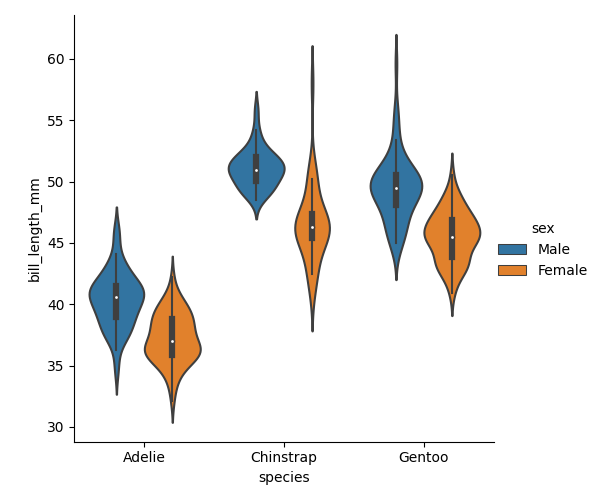 60
55
50
45
40
35
30
bill_length_mm
Adelie
Chinstrap
Gentoo
species
sex
Male
Female